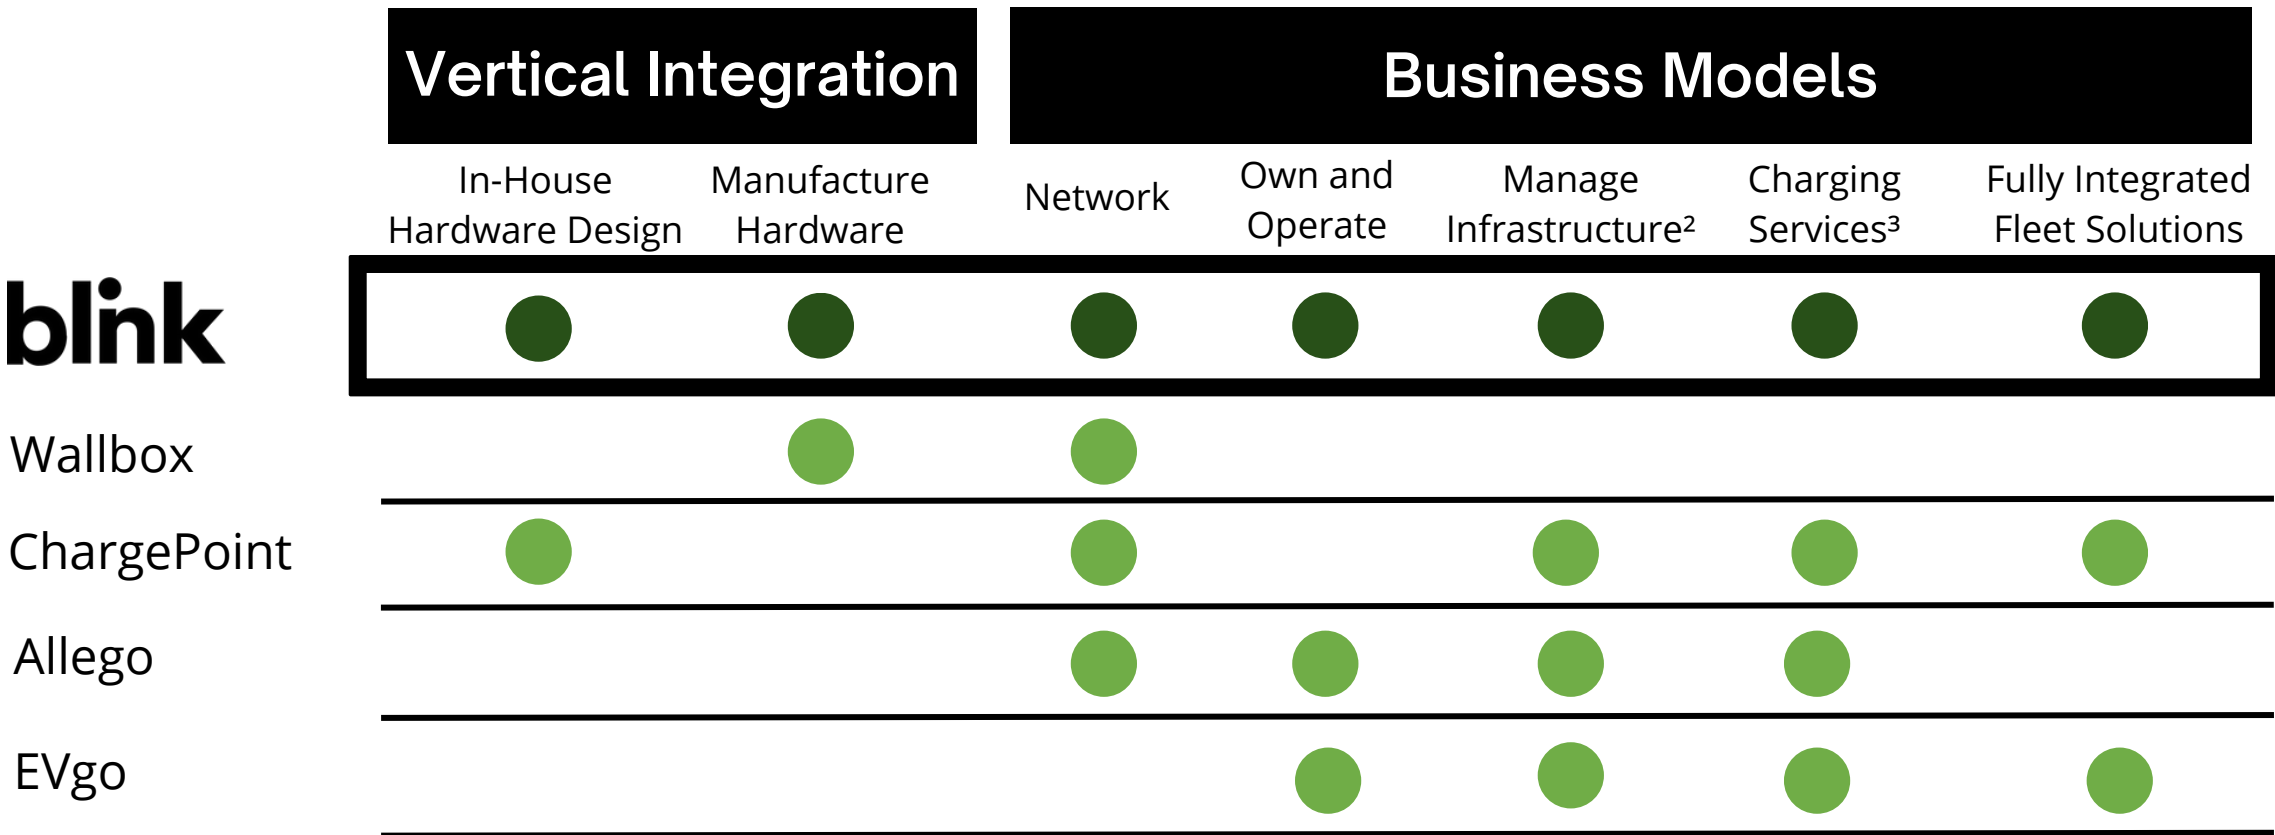 Vertical Integration
Business Models
In-House
Hardware Design
Manufacture
Hardware
Network
Own and
Operate
Manage
Infrastructure²
Charging
Services³
Fully Integrated
Fleet Solutions
blink
Wallbox
ChargePoint
Allego
EVgo